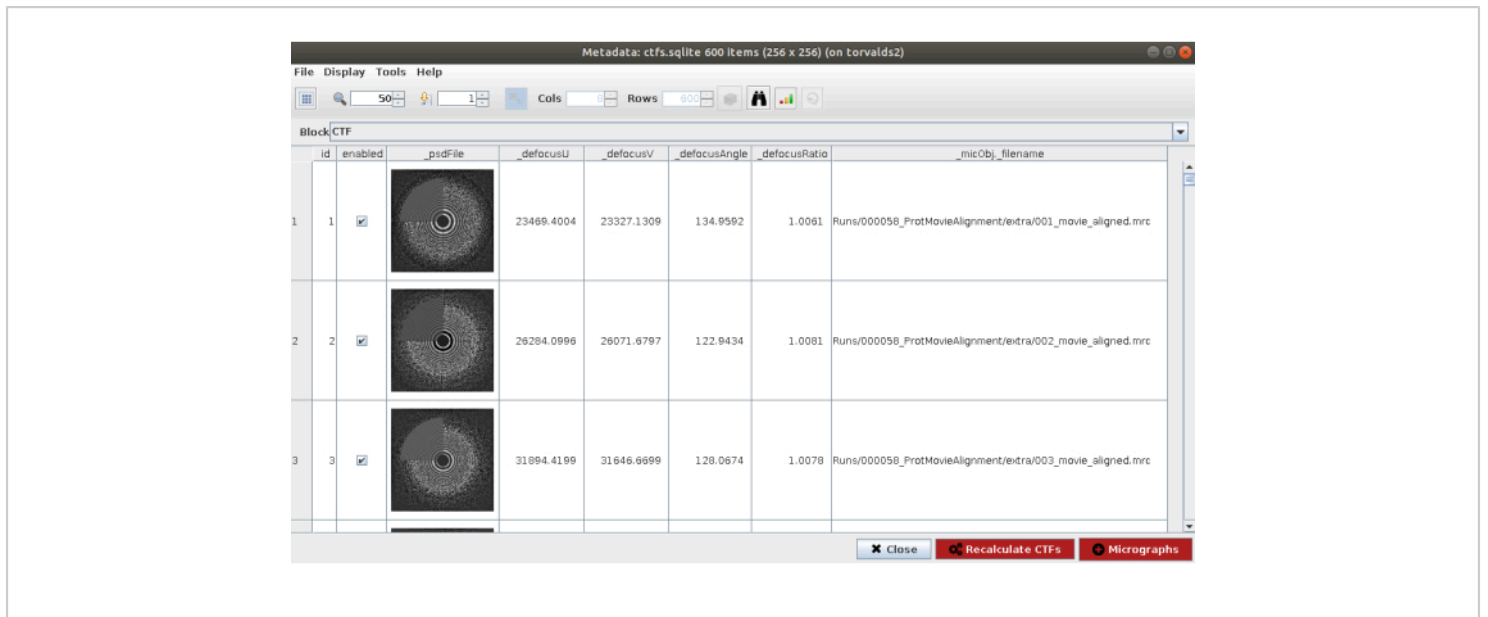 Metadata: ctfs.sqlite 600 items (256 x 256) (on torvalds2)
File Display Tools Help
50 1 Cols Rows 600
Block CTF
id enabled _psdFile _defocusU _defocusV _defocusAngle _defocusRatio _micObj._filename
1 1 23469.4004 23327.1309 134.9592 1.0061 Runs/000058_ProtMovieAlignment/extra/001_movie_aligned.mrc
2 2 26284.0996 26071.6797 122.9434 1.0081 Runs/000058_ProtMovieAlignment/extra/002_movie_aligned.mrc
3 3 31894.4199 31646.6699 128.0674 1.0078 Runs/000058_ProtMovieAlignment/extra/003_movie_aligned.mrc
Close Recalculate CTFs Micrographs